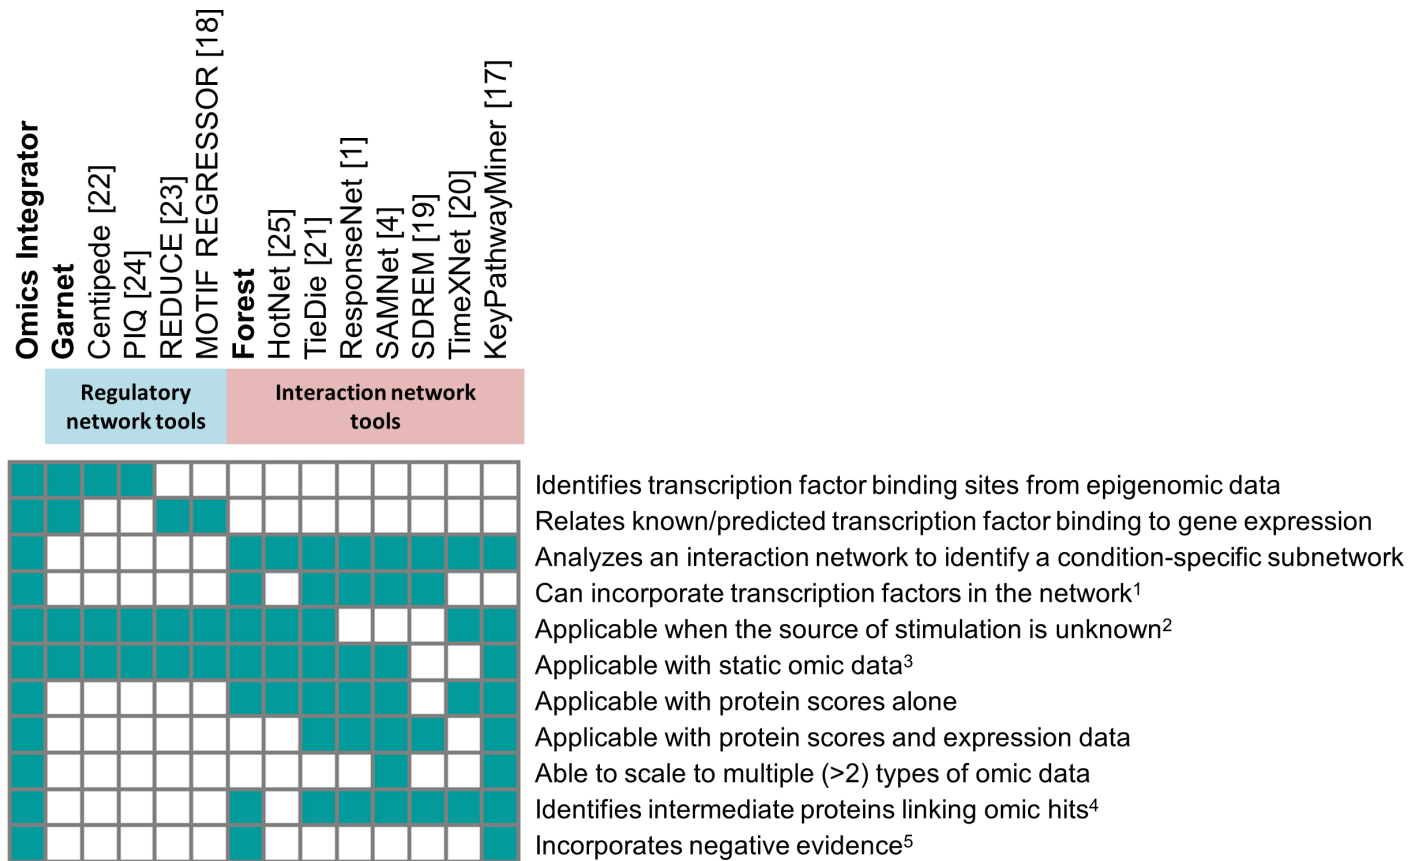 Omics Integrator
Garnet
Centipede [22]
PIQ [24]
REDUCE [23]
MOTIF REGRESSOR [18]
Forest
HotNet [25]
TieDie [21]
ResponseNet [1]
SAMNet [4]
SDREM [19]
TimeXNet [20]
KeyPathwayMiner [17]
Regulatory
network tools
Interaction network
tools
Identifies transcription factor binding sites from epigenomic data
Relates known/predicted transcription factor binding to gene expression
Analyzes an interaction network to identify a condition-specific subnetwork
Can incorporate transcription factors in the network¹
Applicable when the source of stimulation is unknown²
Applicable with static omic data³
Applicable with protein scores alone
Applicable with protein scores and expression data
Able to scale to multiple (>2) types of omic data
Identifies intermediate proteins linking omic hits⁴
Incorporates negative evidence⁵